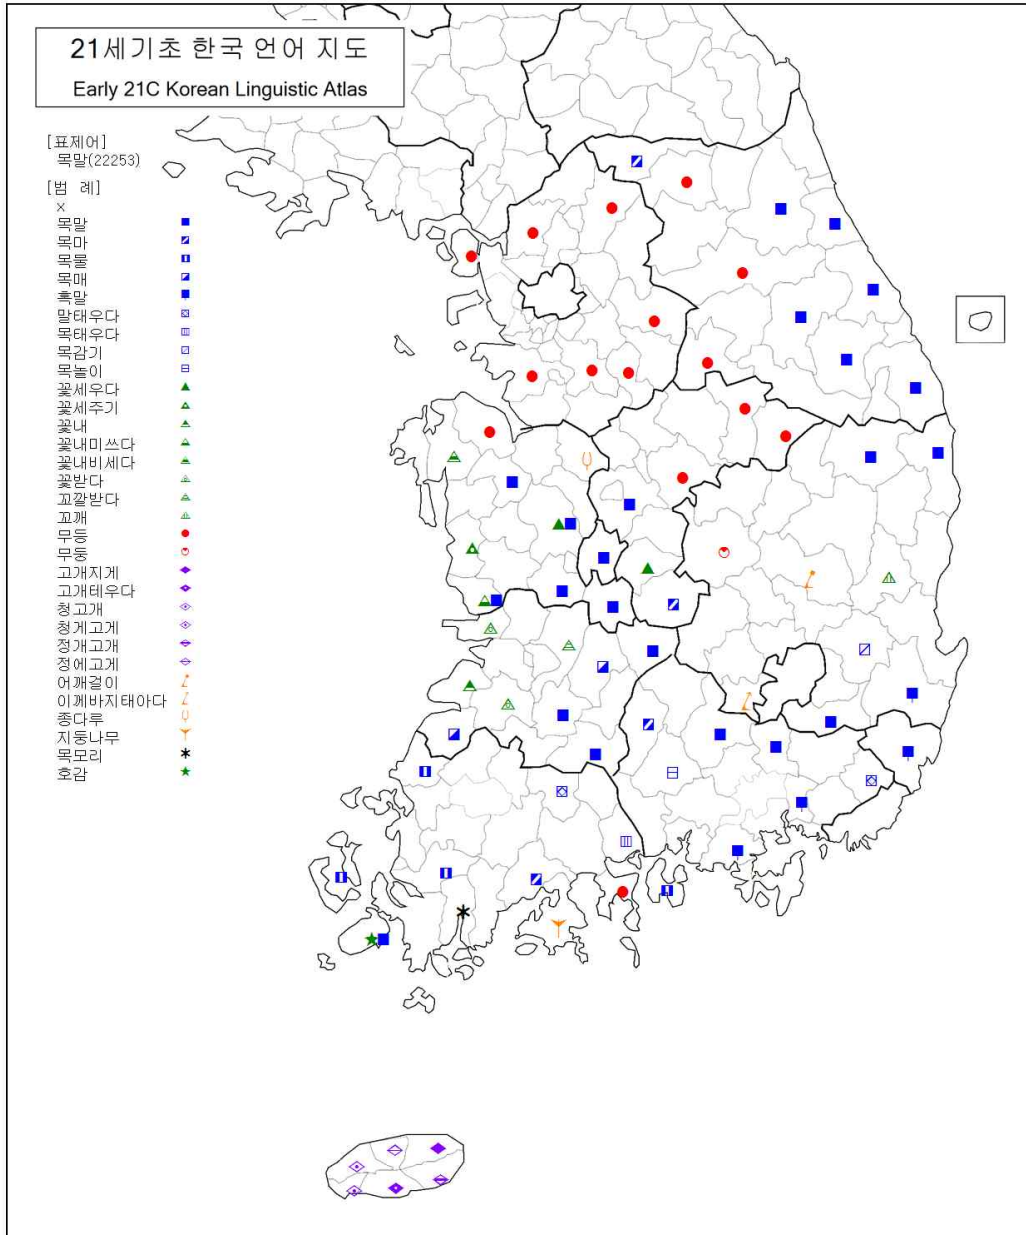 21세기초 한국 언어 지도
Early 21C Korean Linguistic Atlas
[표제어]
목말(22253)
[범 례]
×
목말
목마
목물
목매
흑말
말태우다
목태우다
목감기
목놀이
꽃세우다
꽃세주기
꽃내
꽃내미쓰다
꽃내비세다
꽃받다
꼬깔받다
꼬깨
무등
무둥
고개지게
고개테우다
청고개
청게고게
정개고개
정에고게
어깨걸이
이께바지태아다
종다루
지둥나무
목모리
호감